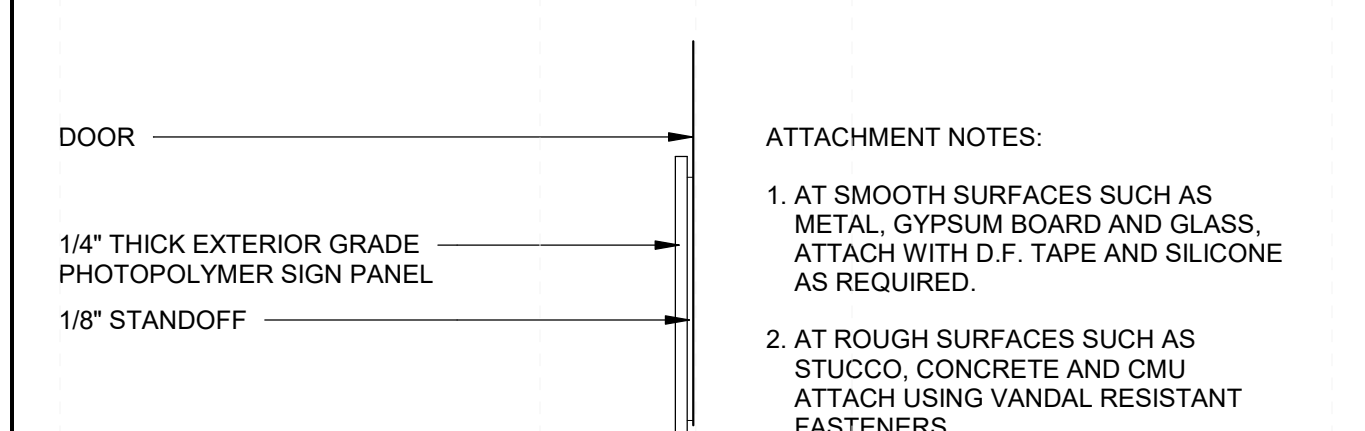 DOOR
1/4" THICK EXTERIOR GRADE
PHOTOPOLYMER SIGN PANEL
1/8" STANDOFF
ATTACHMENT NOTES:
1. AT SMOOTH SURFACES SUCH AS
METAL, GYPSUM BOARD AND GLASS,
ATTACH WITH D.F. TAPE AND SILICONE
AS REQUIRED.
2. AT ROUGH SURFACES SUCH AS
STUCCO, CONCRETE AND CMU
ATTACH USING VANDAL RESISTANT
FASTENERS